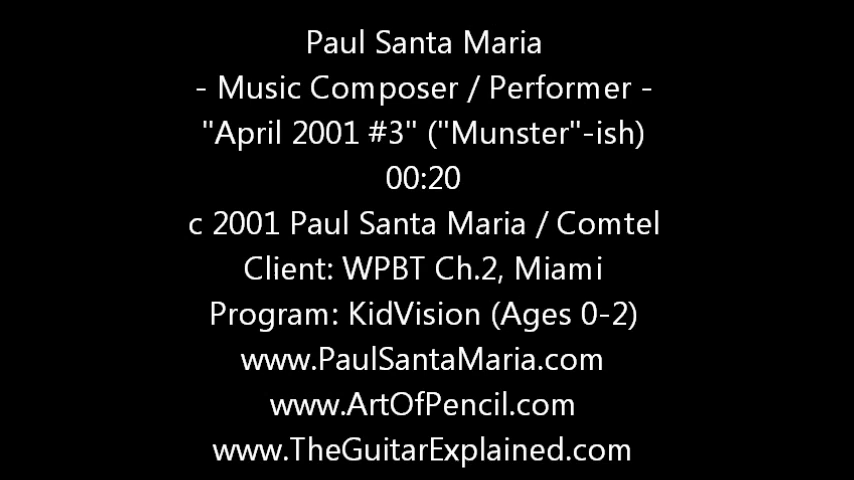 Paul Santa Maria
- Music Composer / Performer -
"April 2001 #3" ("Munster"-ish)
00:20
c 2001 Paul Santa Maria / Comtel
Client: WPBT Ch.2, Miami
Program: KidVision (Ages 0-2)
www.PaulSantaMaria.com
www.ArtOfPencil.com
www.TheGuitarExplained.com